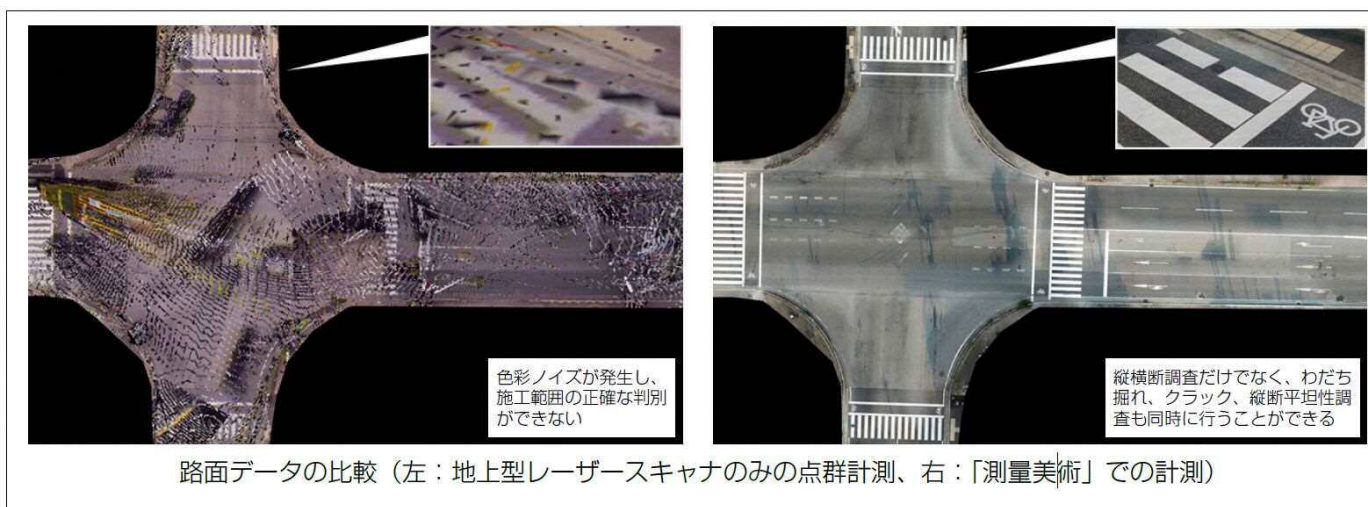 色彩ノイズが発生し、
施工範囲の正確な判別
ができない
縦横断調査だけでなく、わだち
掘れ、クラック、縦断平坦性調
査も同時に行うことができる
路面データの比較（左：地上型レーザースキャナのみの点群計測、右：「測量美術」での計測）